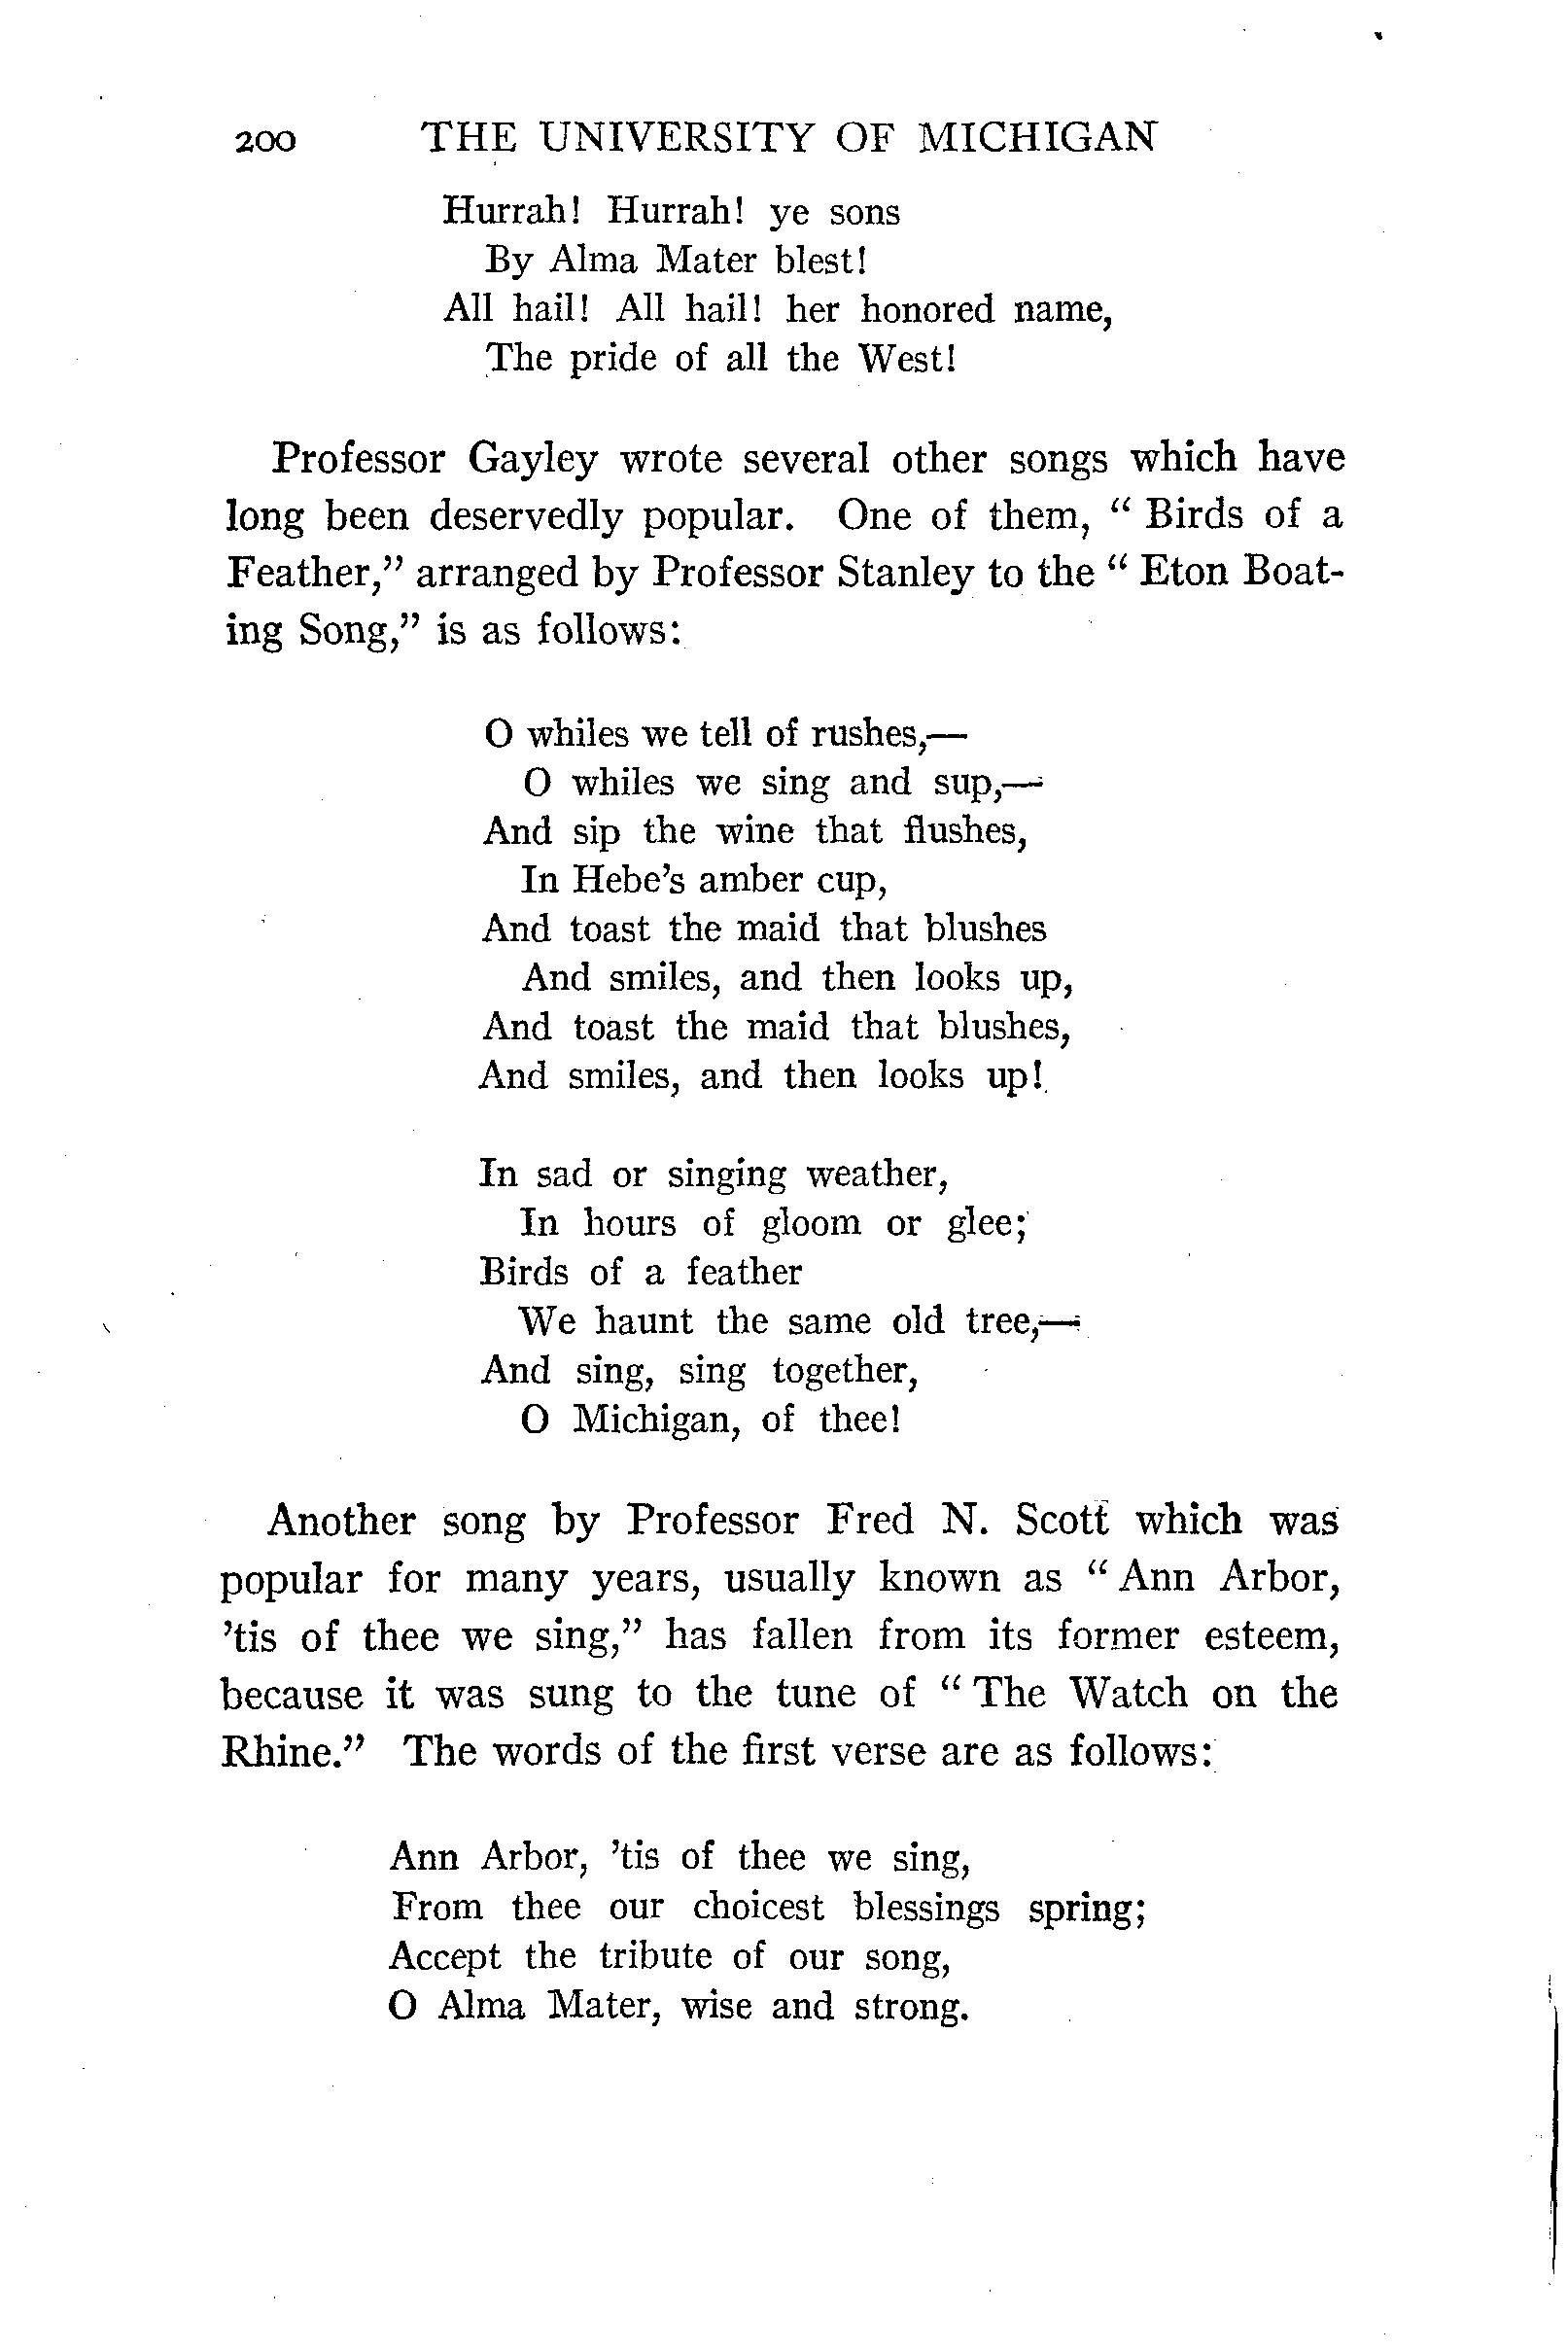 200 THE UNIVERSITY OF MICHIGAN
Hurrah! Hurrah! ye sons
By Alma Mater blest!
All hail! All hail! her honored name,
The pride of all the West!
Professor Gayley wrote several other songs which have
long been deservedly popular. One of them, “ Birds of a
Feather,” arranged by Professor Stanley to the “ Eton Boat-
ing Song,” is as follows:
O whiles we tell of rushes,—
O whiles we sing and sup,—
And sip the wine that flushes,
In Hebe’s amber cup,
And toast the maid that blushes
And smiles, and then looks up,
And toast the maid that blushes,
And smiles, and then looks up!
In sad or singing weather,
In hours of gloom or glee;
Birds of a feather
We haunt the same old tree,—
And sing, sing together,
O Michigan, of thee!
Another song by Professor Fred N. Scott which was
popular for many years, usually known as “ Ann Arbor,
’tis of thee we sing,” has fallen from its former esteem,
because it was sung to the tune of “ The Watch on the
Rhine.” The words of the first verse are as follows:
Ann Arbor, ’tis of thee we sing,
From thee our choicest blessings spring;
Accept the tribute of our song,
O Alma Mater, wise and strong.